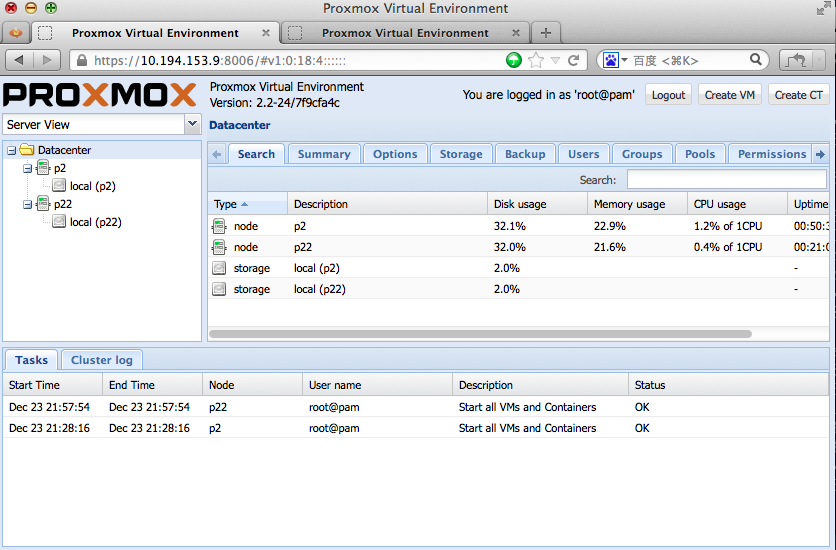 Proxmox Virtual Environment
Proxmox Virtual Environment
Proxmox Virtual Environment
https://10.194.153.9:8006/#v1:0:18:4::::::
百度 <⌘K>
PROXMOX
Proxmox Virtual Environment
Version: 2.2-24/7f9cfa4c
You are logged in as 'root@pam'
Logout
Create VM
Create CT
Server View
Datacenter
Datacenter
p2
local (p2)
p22
local (p22)
Search
Summary
Options
Storage
Backup
Users
Groups
Pools
Permissions
Search:
Type Description Disk usage Memory usage CPU usage Uptime
node p2 32.1% 22.9% 1.2% of 1CPU 00:50:3
node p22 32.0% 21.6% 0.4% of 1CPU 00:21:0
storage local (p2) 2.0% -
storage local (p22) 2.0% -
Tasks
Cluster log
Start Time End Time Node User name Description Status
Dec 23 21:57:54 Dec 23 21:57:54 p22 root@pam Start all VMs and Containers OK
Dec 23 21:28:16 Dec 23 21:28:16 p2 root@pam Start all VMs and Containers OK